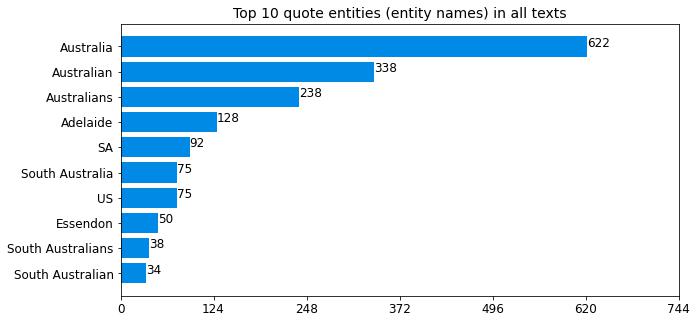 Top 10 quote entities (entity names) in all texts
Australia 622
Australian 338
Australians 238
Adelaide 128
SA 92
South Australia 75
US 75
Essendon 50
South Australians 38
South Australian 34
0 124 248 372 496 620 744